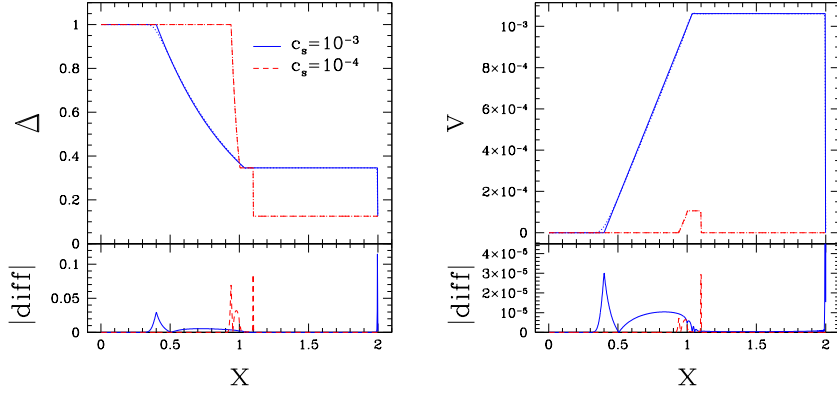 1
0.8
0.6
0.4
0.2
0
Δ
c_s=10⁻³
c_s=10⁻⁴
0.1
0.05
0
|diff|
0 0.5 1 1.5 2
X
10⁻³
8×10⁻⁴
6×10⁻⁴
4×10⁻⁴
2×10⁻⁴
0
V
3×10⁻⁵
2×10⁻⁵
10⁻⁵
0
|diff|
0 0.5 1 1.5 2
X